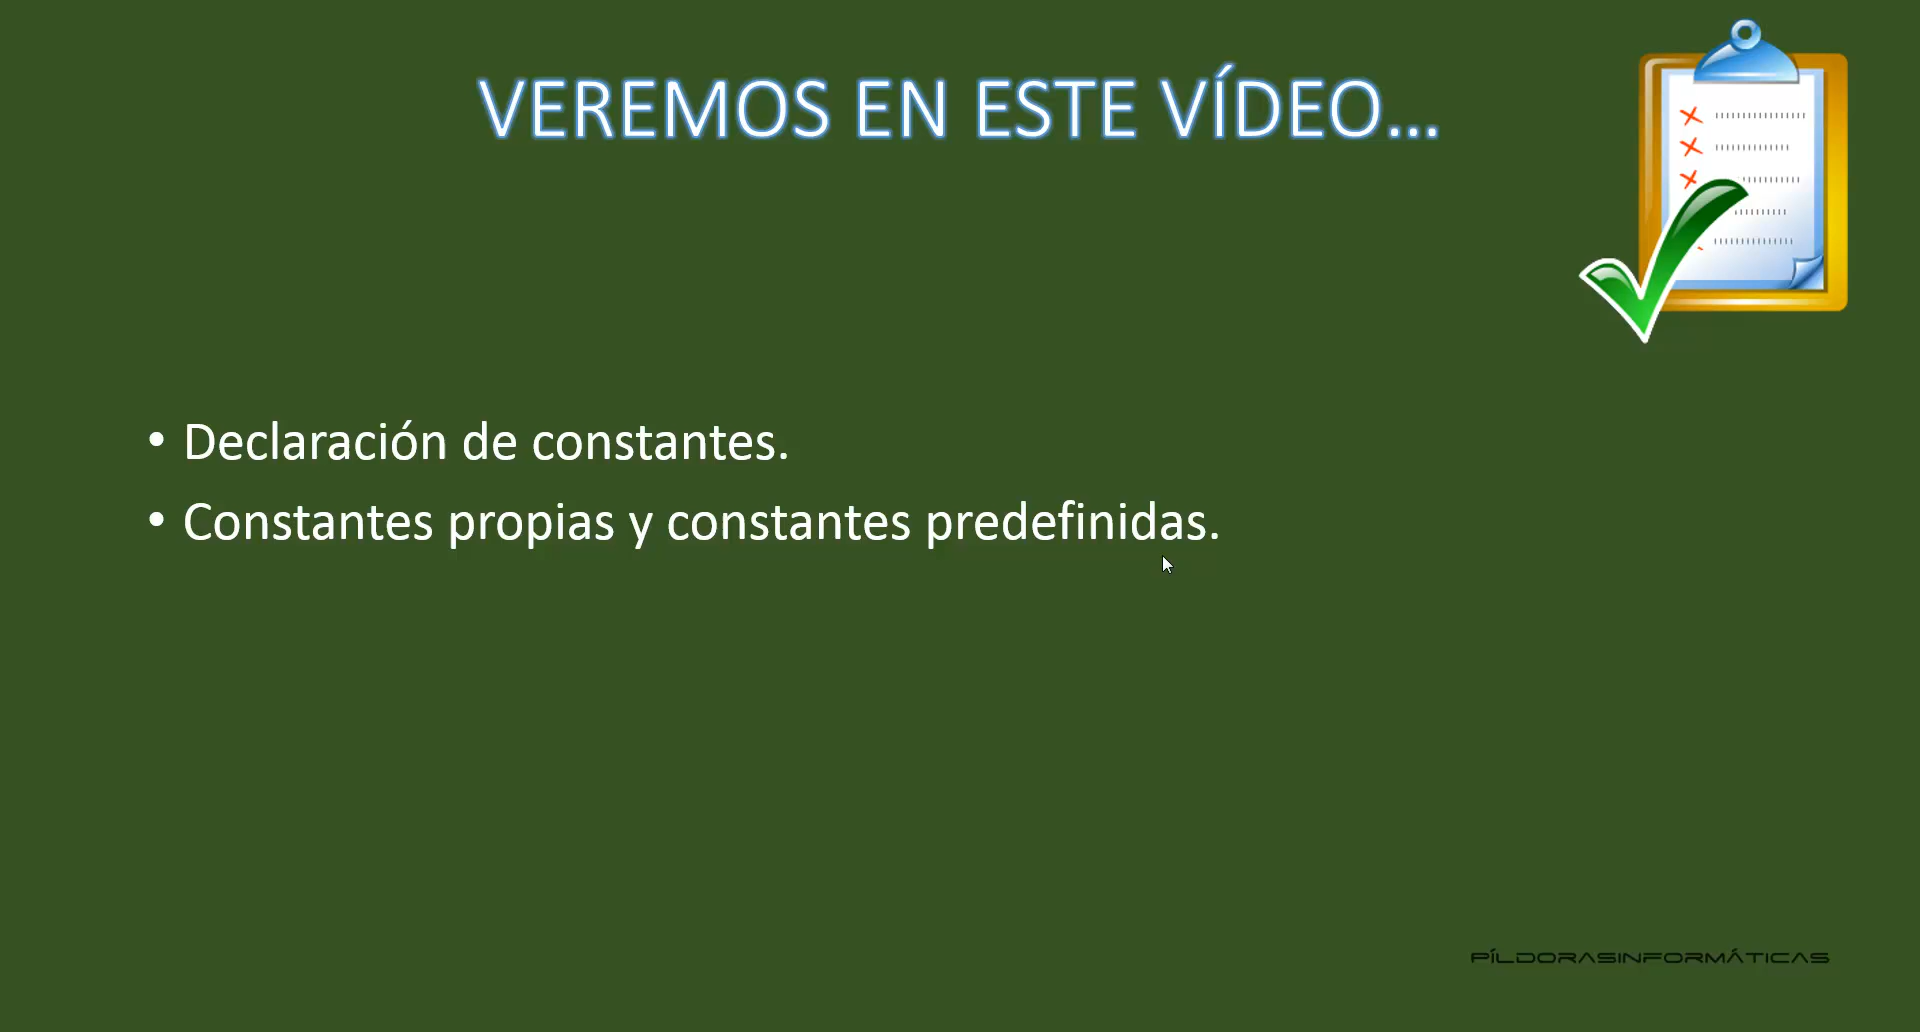 VEREMOS EN ESTE VÍDEO...
• Declaración de constantes.
• Constantes propias y constantes predefinidas.
PÍLDORASINFORMÁTICAS